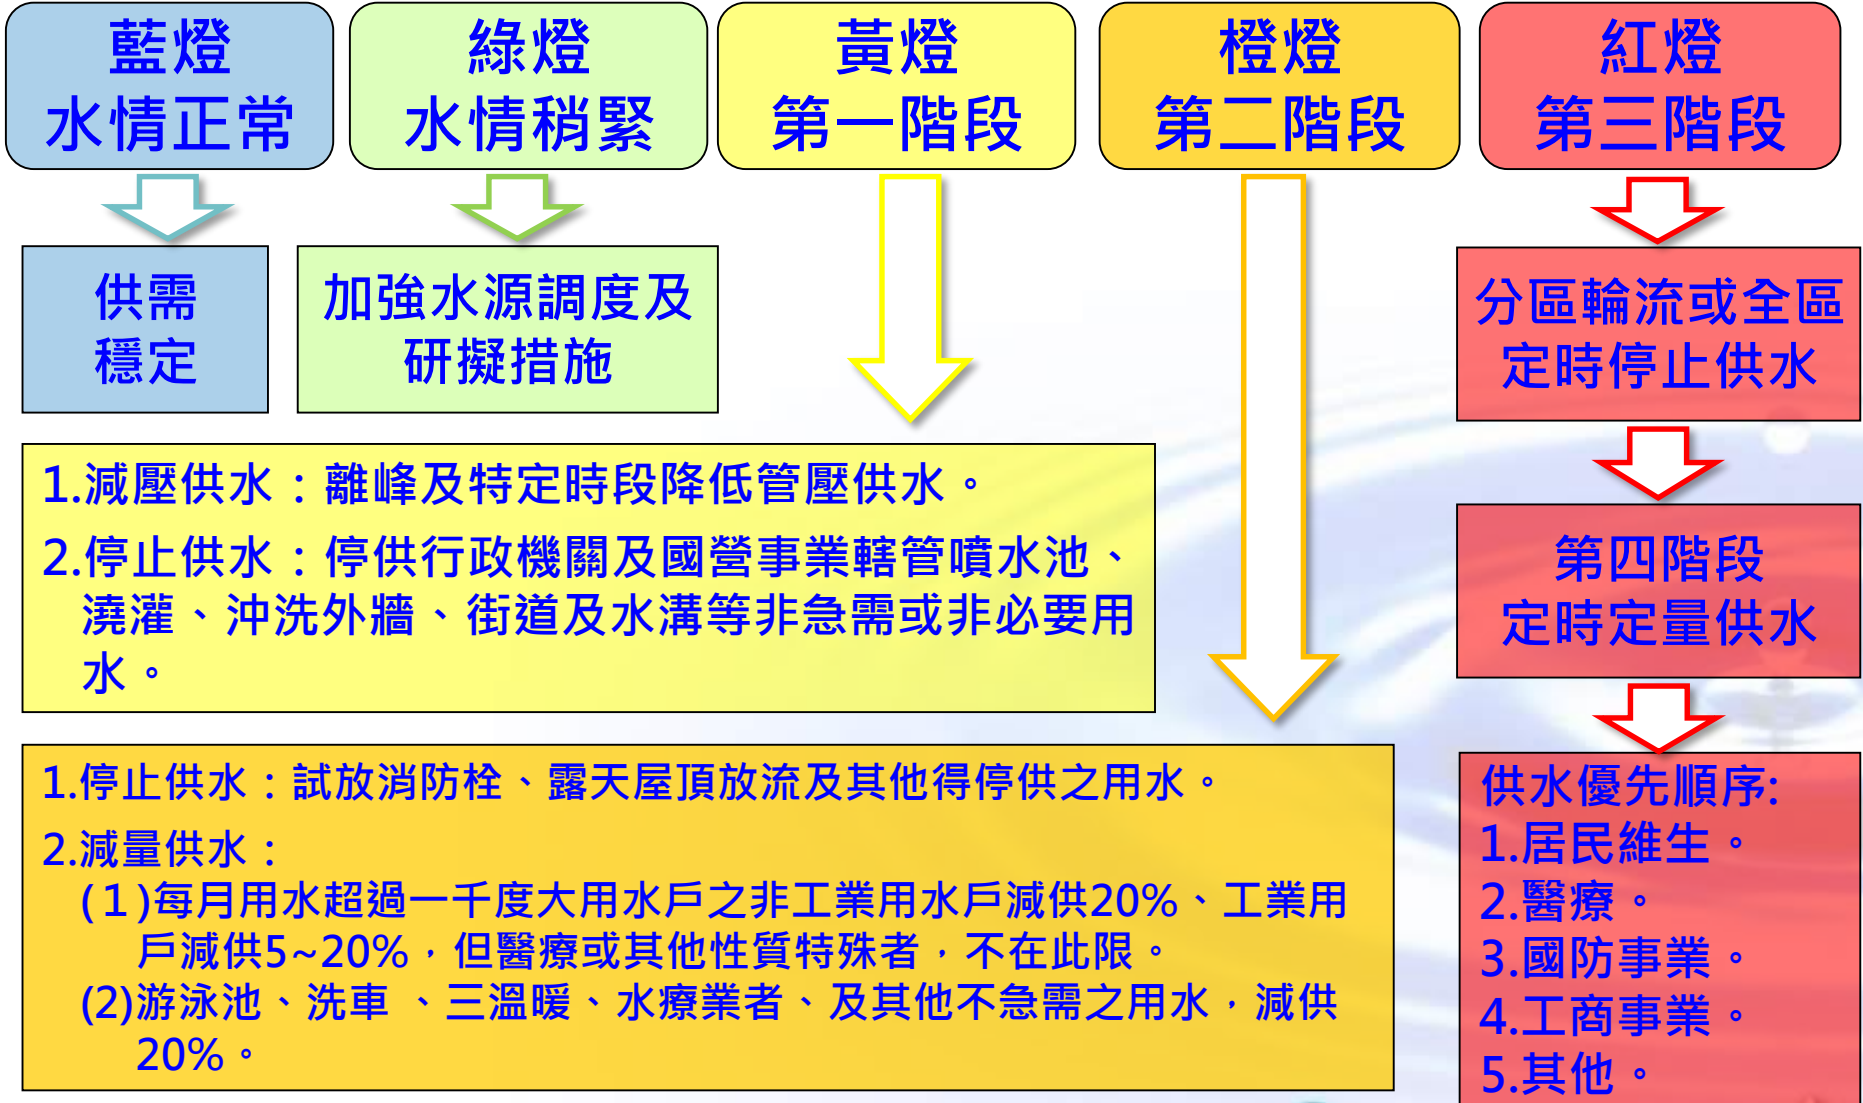 藍燈
水情正常
綠燈
水情稍緊
黃燈
第一階段
橙燈
第二階段
紅燈
第三階段
供需
穩定
加強水源調度及
研擬措施
分區輪流或全區
定時停止供水
1.減壓供水：離峰及特定時段降低管壓供水。
2.停止供水：停供行政機關及國營事業轄管噴水池、
澆灌、沖洗外牆、街道及水溝等非急需或非必要用
水。
第四階段
定時定量供水
1.停止供水：試放消防栓、露天屋頂放流及其他得停供之用水。
2.減量供水：
(１)每月用水超過一千度大用水戶之非工業用水戶減供20%、工業用
戶減供5~20%，但醫療或其他性質特殊者，不在此限。
(2)游泳池、洗車 、三溫暖、水療業者、及其他不急需之用水，減供
20%。
供水優先順序:
1.居民維生。
2.醫療。
3.國防事業。
4.工商事業。
5.其他。